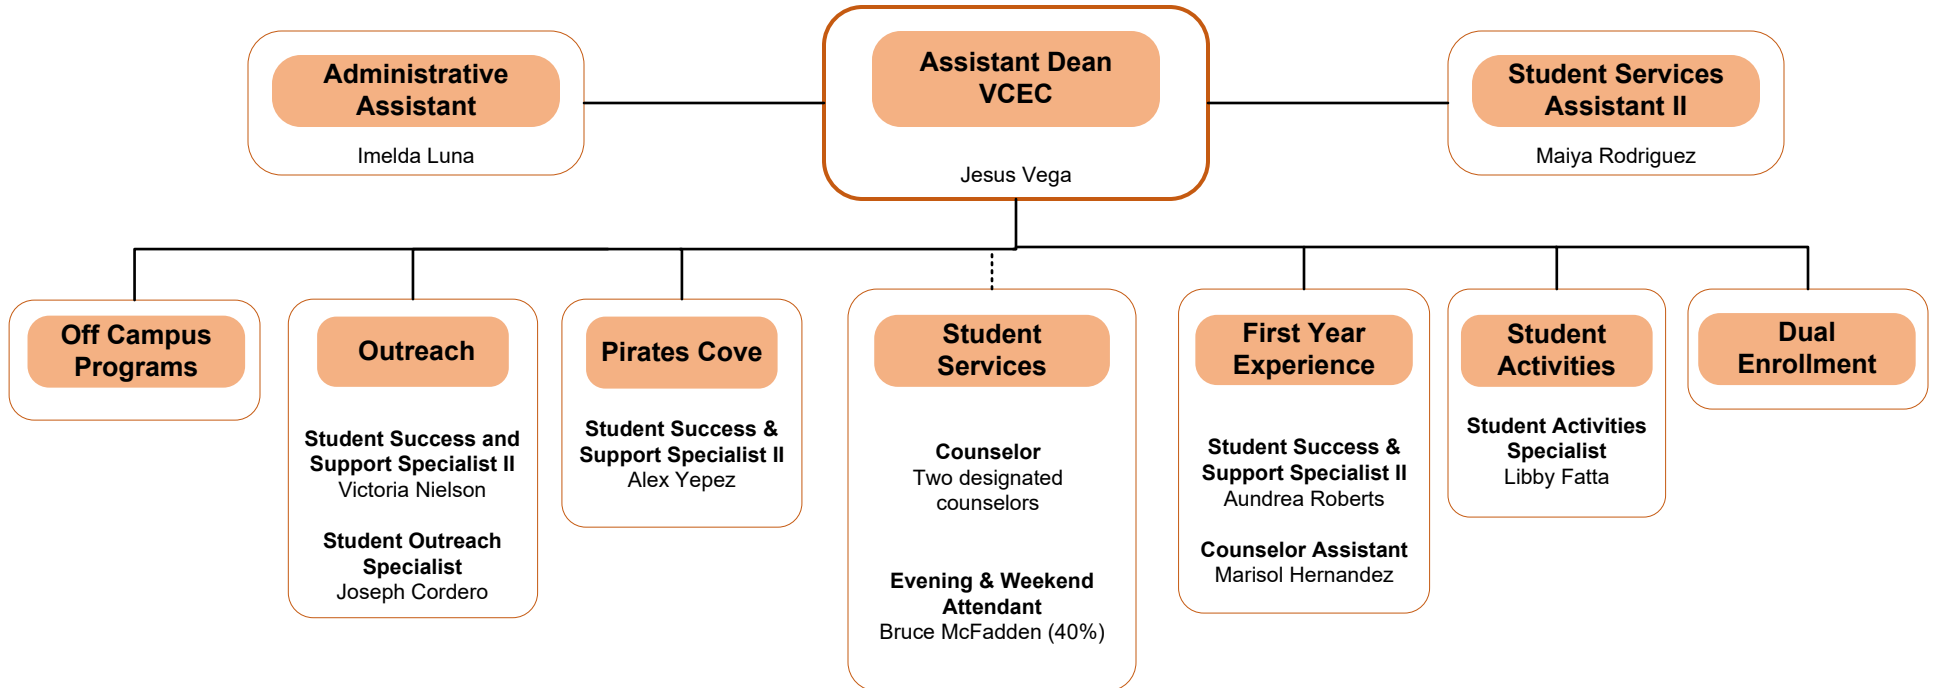 Administrative
Assistant
Imelda Luna
Assistant Dean
VCEC
Jesus Vega
Student Services
Assistant II
Maiya Rodriguez
Off Campus
Programs
Outreach
Student Success and
Support Specialist II
Victoria Nielson
Student Outreach
Specialist
Joseph Cordero
Pirates Cove
Student Success &
Support Specialist II
Alex Yepez
Student
Services
Counselor
Two designated
counselors
Evening & Weekend
Attendant
Bruce McFadden (40%)
First Year
Experience
Student Success &
Support Specialist II
Aundrea Roberts
Counselor Assistant
Marisol Hernandez
Student
Activities
Student Activities
Specialist
Libby Fatta
Dual
Enrollment